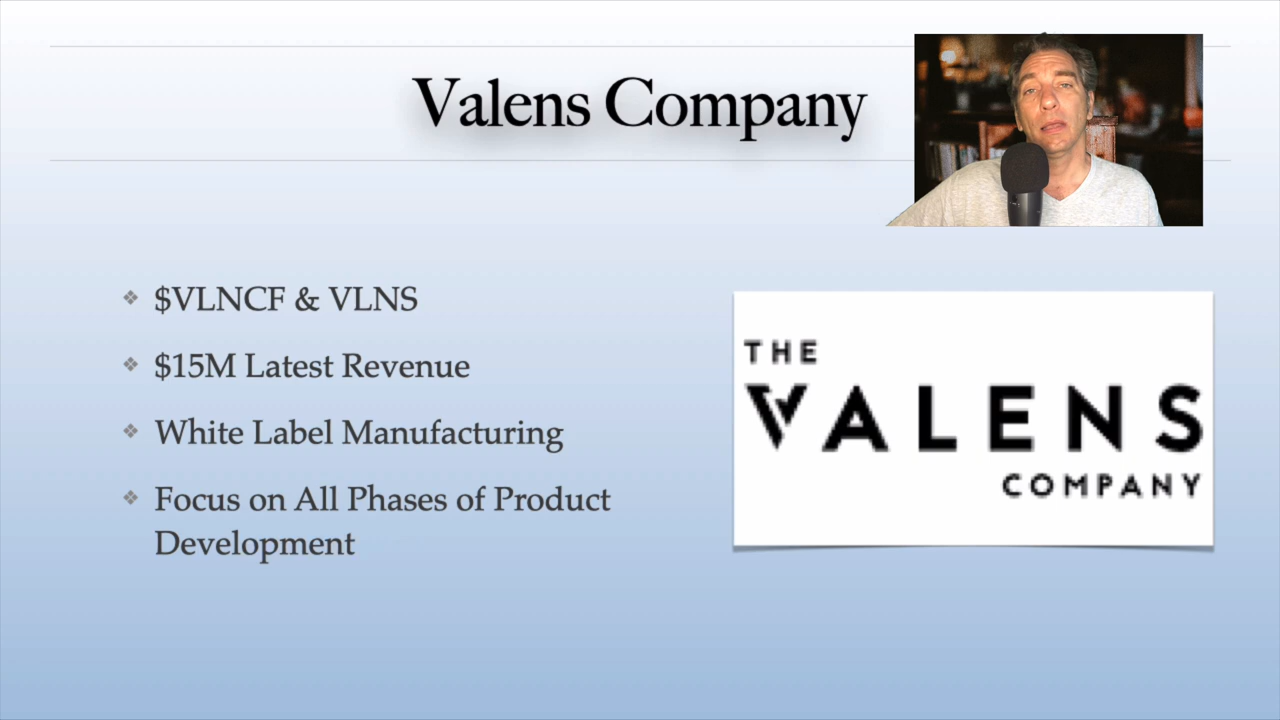 Valens Company
$VLNCF & VLNS
$15M Latest Revenue
White Label Manufacturing
Focus on All Phases of Product
Development
THE
VALENS
COMPANY